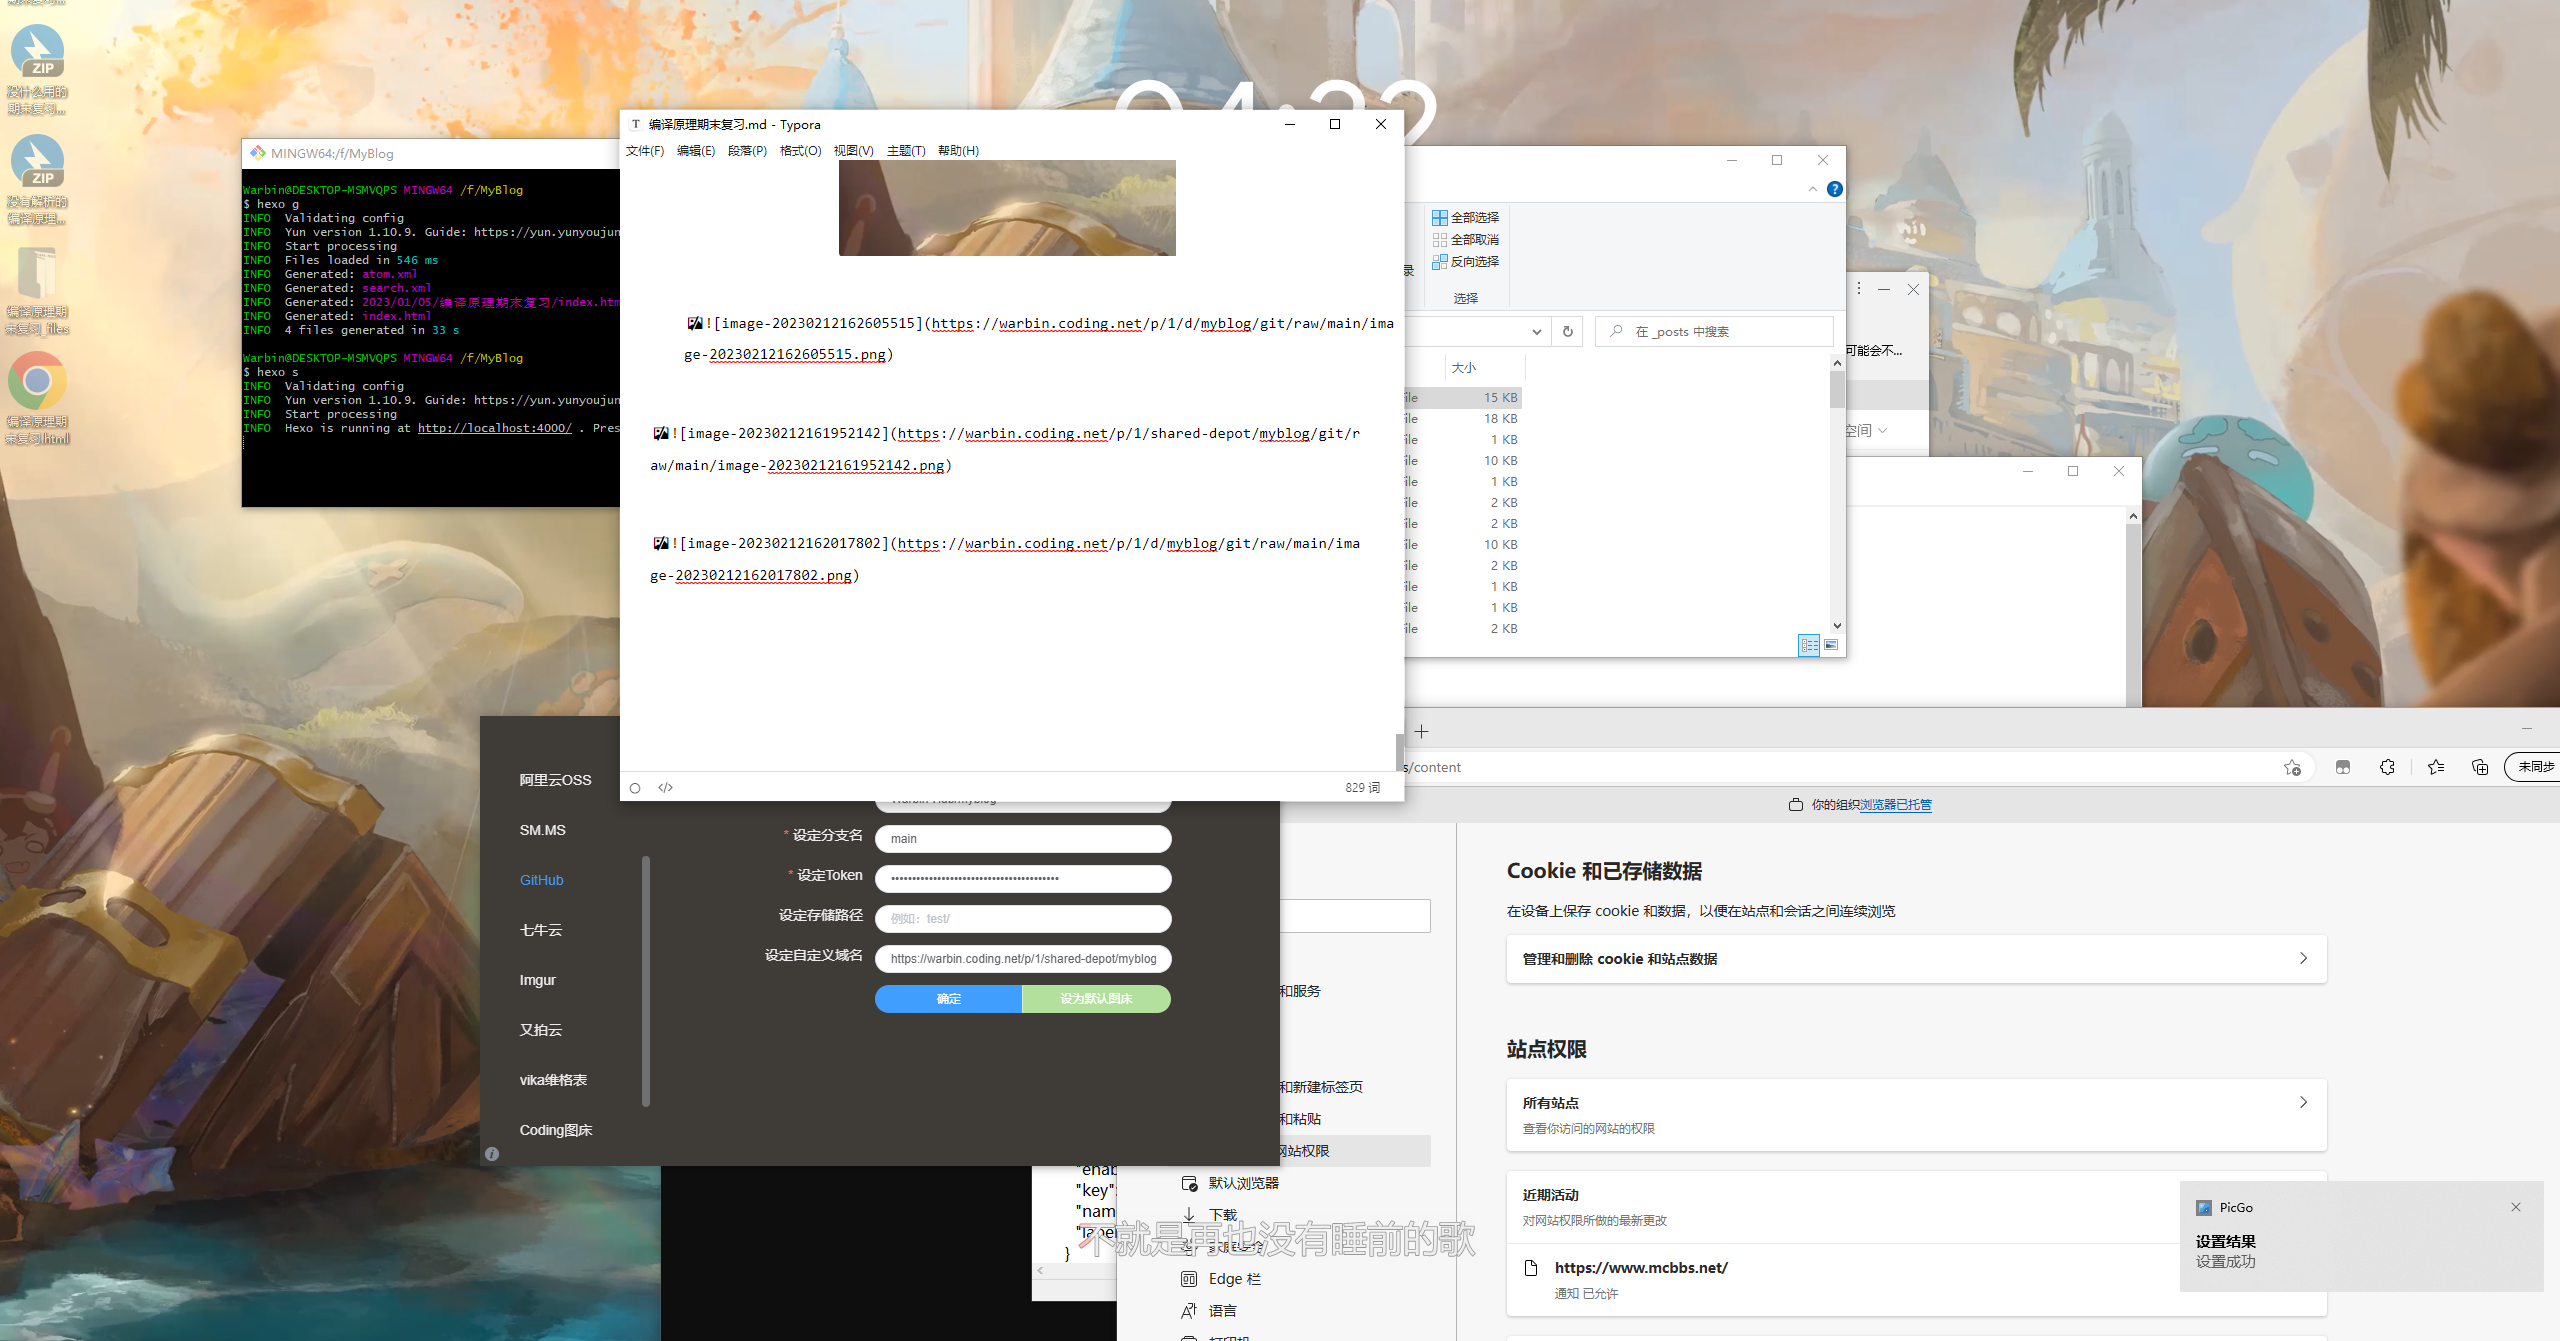 ZIP
没什么用的
期末复习...
ZIP
没有解析的
编译原理...
编译原理期
末复习_files
编译原理期
末复习.html
04:32
MINGW64:/f/MyBlog
Warbin@DESKTOP-MSMVQPS MINGW64 /f/MyBlog
$ hexo g
INFO  Validating config
INFO  Yun version 1.10.9. Guide: https://yun.yunyoujun
INFO  Start processing
INFO  Files loaded in 546 ms
INFO  Generated: atom.xml
INFO  Generated: search.xml
INFO  Generated: 2023/01/05/编译原理期末复习/index.htm
INFO  Generated: index.html
INFO  4 files generated in 33 s
Warbin@DESKTOP-MSMVQPS MINGW64 /f/MyBlog
$ hexo s
INFO  Validating config
INFO  Yun version 1.10.9. Guide: https://yun.yunyoujun
INFO  Start processing
INFO  Hexo is running at http://localhost:4000/ . Pres
编译原理期末复习.md - Typora
文件(F) 编辑(E) 段落(P) 格式(O) 视图(V) 主题(T) 帮助(H)
![image-20230212162605515](https://warbin.coding.net/p/1/d/myblog/git/raw/main/ima
ge-20230212162605515.png)
![image-20230212161952142](https://warbin.coding.net/p/1/shared-depot/myblog/git/r
aw/main/image-20230212161952142.png)
![image-20230212162017802](https://warbin.coding.net/p/1/d/myblog/git/raw/main/ima
ge-20230212162017802.png)
829 词
全部选择
全部取消
反向选择
录
选择
在 _posts 中搜索
大小
ile 15 KB
ile 18 KB
ile 1 KB
ile 10 KB
ile 1 KB
ile 2 KB
ile 2 KB
ile 10 KB
ile 2 KB
ile 1 KB
ile 1 KB
ile 2 KB
可能会不...
空间
阿里云OSS
SM.MS
GitHub
七牛云
Imgur
又拍云
vika维格表
Coding图床
* 设定分支名 main
* 设定Token ••••••••••••••••••••••••••••••••••••••••
设定存储路径 例如：test/
设定自定义域名 https://warbin.coding.net/p/1/shared-depot/myblog
确定 设为默认图床
s/content
未同步
你的组织浏览器已托管
和服务
和新建标签页
和粘贴
网站权限
默认浏览器
下载
Edge 栏
语言
Cookie 和已存储数据
在设备上保存 cookie 和数据，以便在站点和会话之间连续浏览
管理和删除 cookie 和站点数据
站点权限
所有站点
查看你访问的网站的权限
近期活动
对网站权限所做的最新更改
https://www.mcbbs.net/
通知 已允许
"enab
"key":
"nam
"label
}
不就是再也没有睡前的歌
PicGo
设置结果
设置成功